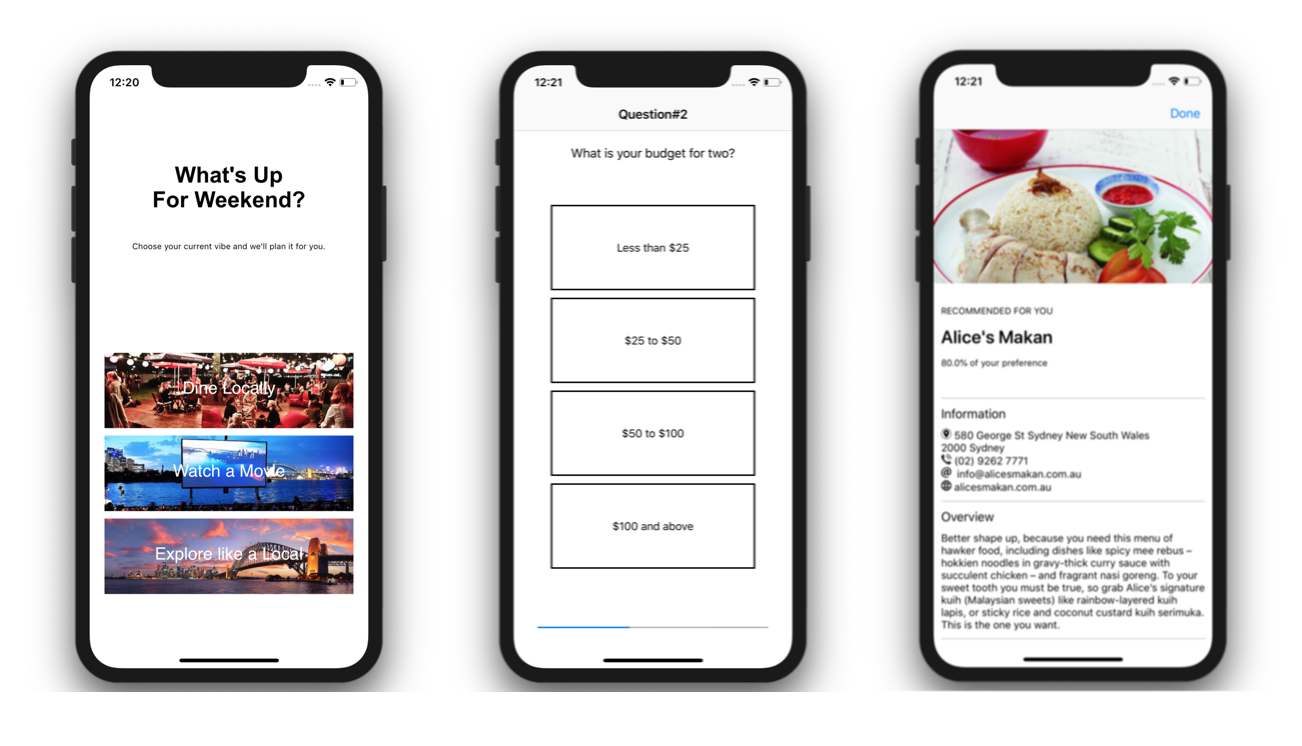 12:20
What's Up
For Weekend?
Choose your current vibe and we'll plan it for you.
Dine Locally
Watch a Movie
Explore like a Local
12:21
Question#2
What is your budget for two?
Less than $25
$25 to $50
$50 to $100
$100 and above
12:21
Done
RECOMMENDED FOR YOU
Alice's Makan
80.0% of your preference
Information
580 George St Sydney New South Wales
2000 Sydney
(02) 9262 7771
@ info@alicesmakan.com.au
alicesmakan.com.au
Overview
Better shape up, because you need this menu of
hawker food, including dishes like spicy mee rebus –
hokkien noodles in gravy-thick curry sauce with
succulent chicken – and fragrant nasi goreng. To your
sweet tooth you must be true, so grab Alice's signature
kuih (Malaysian sweets) like rainbow-layered kuih
lapis, or sticky rice and coconut custard kuih serimuka.
This is the one you want.